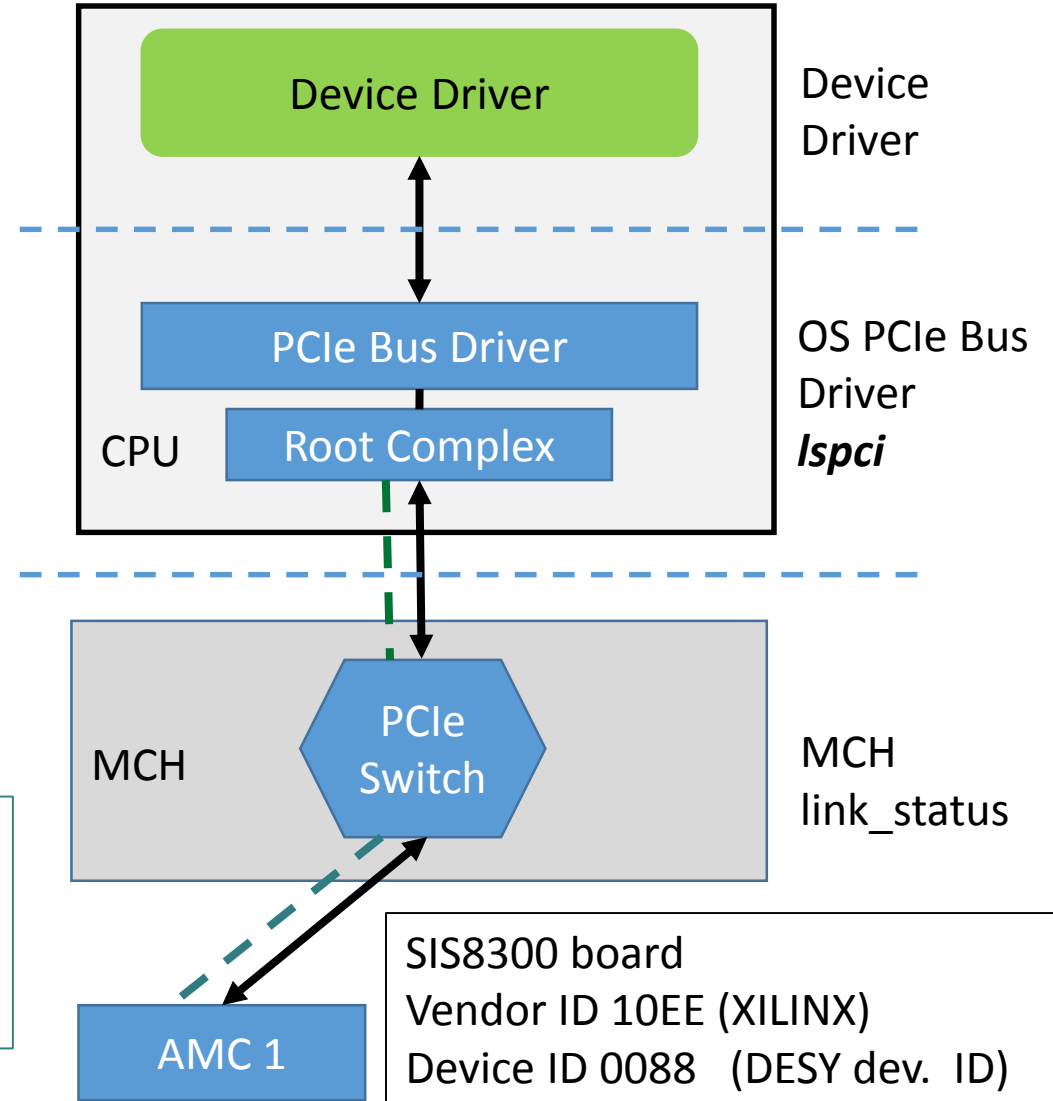 Device Driver
Device
Driver
PCIe Bus Driver
OS PCIe Bus
Driver
lspci
CPU
Root Complex
PCIe
Switch
MCH
MCH
link_status
AMC 1
SIS8300 board
Vendor ID 10EE (XILINX)
Device ID 0088 (DESY dev. ID)